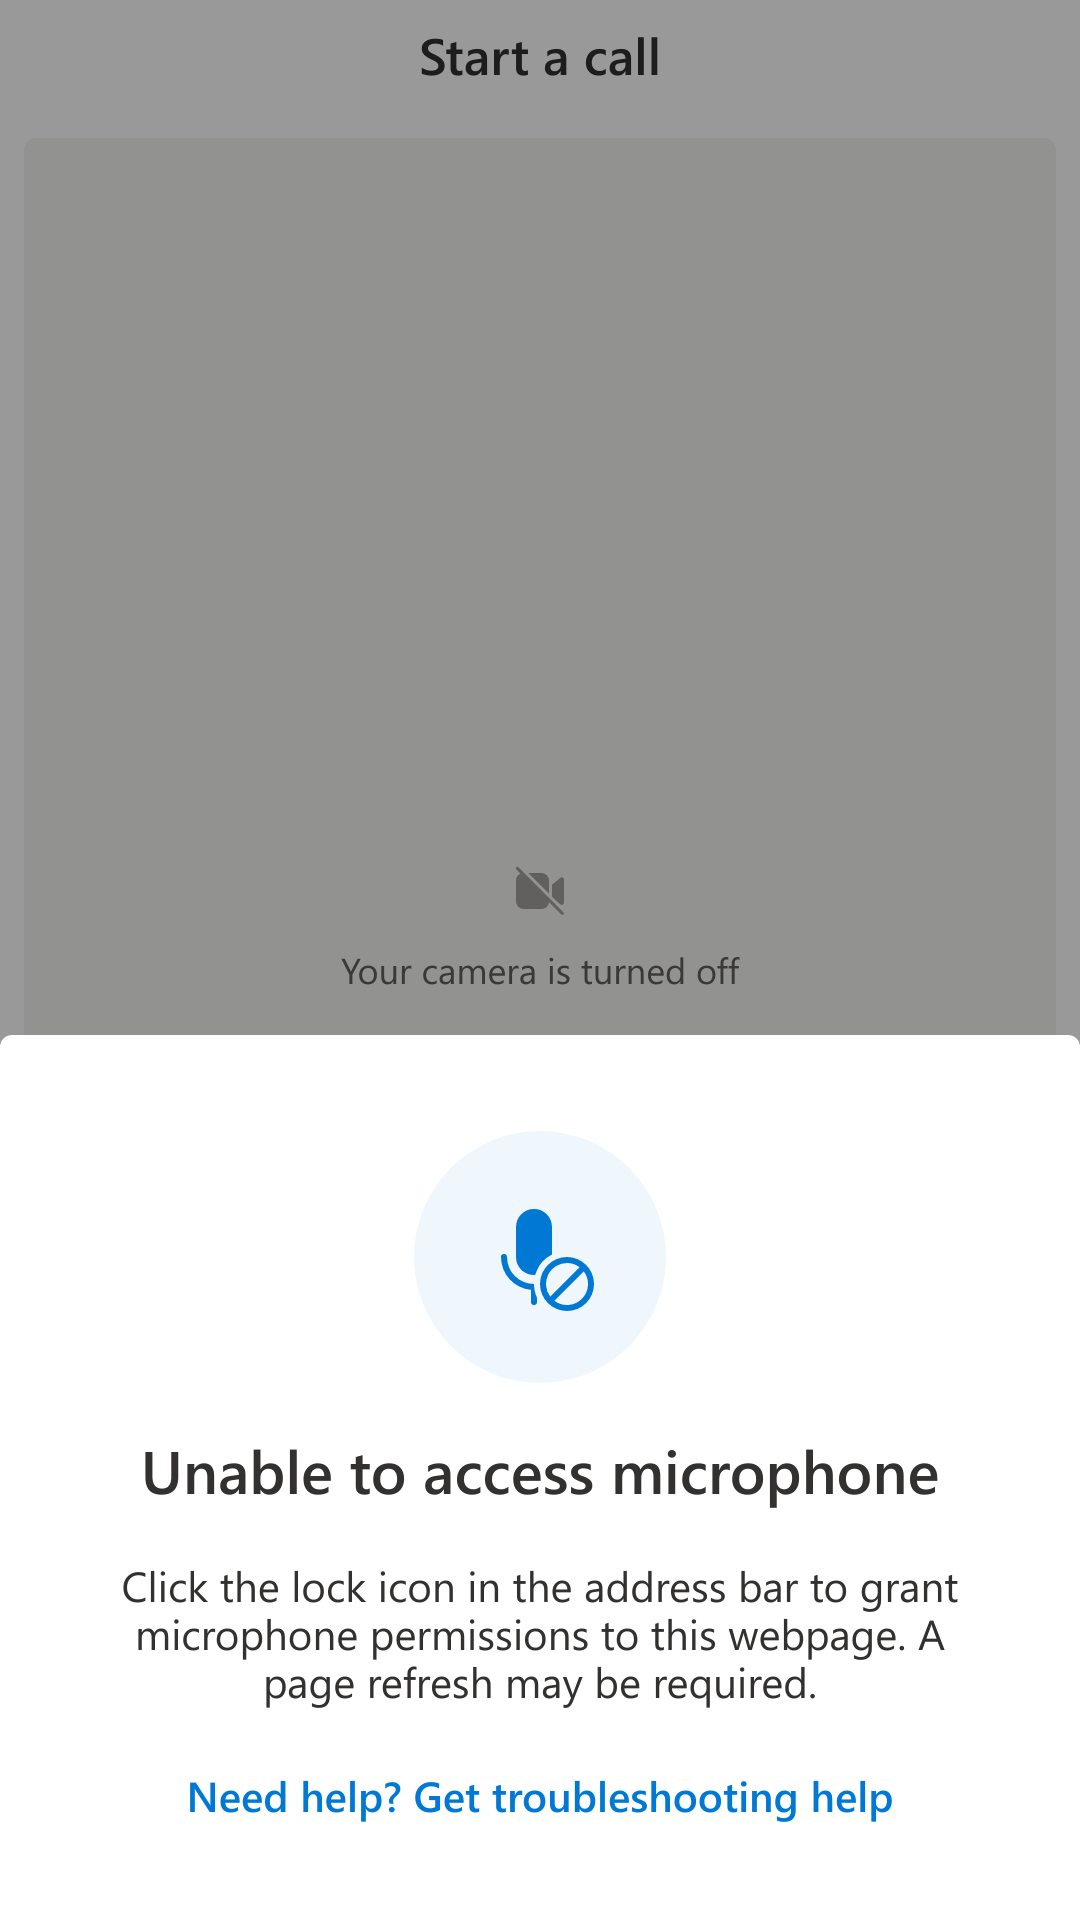 Start a call
Your camera is turned off
Unable to access microphone
Click the lock icon in the address bar to grant
microphone permissions to this webpage. A
page refresh may be required.
Need help? Get troubleshooting help